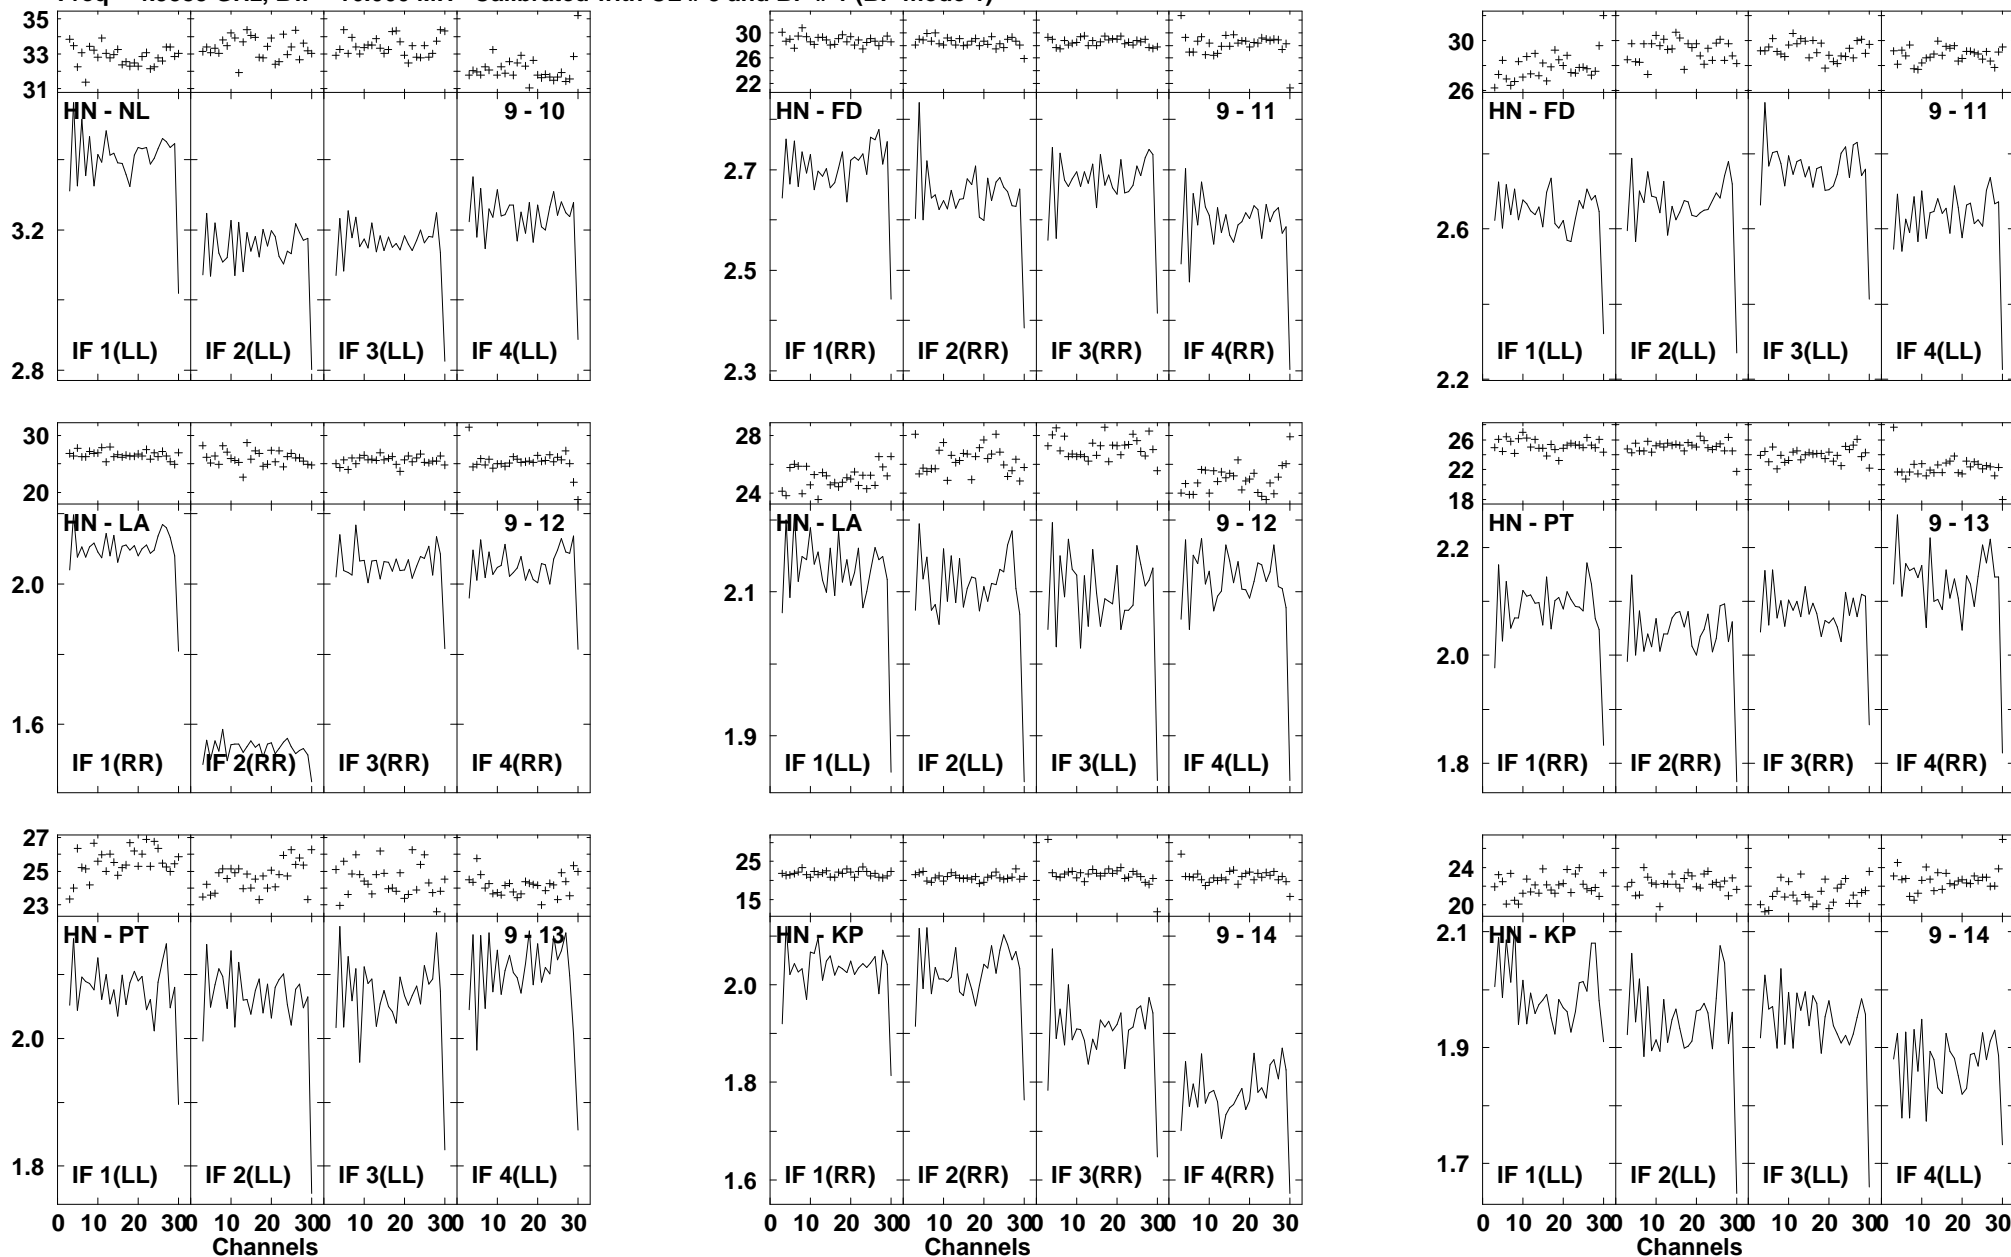 35
33
31
HN - NL
9 - 10
3.2
2.8
IF 1(LL)
IF 2(LL)
IF 3(LL)
IF 4(LL)
30
26
22
HN - FD
9 - 11
2.7
2.5
2.3
IF 1(RR)
IF 2(RR)
IF 3(RR)
IF 4(RR)
30
26
HN - FD
9 - 11
2.6
2.2
IF 1(LL)
IF 2(LL)
IF 3(LL)
IF 4(LL)
30
20
HN - LA
9 - 12
2.0
1.6
IF 1(RR)
IF 2(RR)
IF 3(RR)
IF 4(RR)
28
24
HN - LA
9 - 12
2.1
1.9
IF 1(LL)
IF 2(LL)
IF 3(LL)
IF 4(LL)
26
22
18
HN - PT
9 - 13
2.2
2.0
1.8
IF 1(RR)
IF 2(RR)
IF 3(RR)
IF 4(RR)
27
25
23
HN - PT
9 - 13
2.0
1.8
IF 1(LL)
IF 2(LL)
IF 3(LL)
IF 4(LL)
0 10 20 30 0 10 20 30 0 10 20 30 0 10 20 30
Channels
25
15
HN - KP
9 - 14
2.0
1.8
1.6
IF 1(RR)
IF 2(RR)
IF 3(RR)
IF 4(RR)
0 10 20 30 0 10 20 30 0 10 20 30 0 10 20 30
Channels
24
20
HN - KP
9 - 14
2.1
1.9
1.7
IF 1(LL)
IF 2(LL)
IF 3(LL)
IF 4(LL)
0 10 20 30 0 10 20 30 0 10 20 30 0 10 20 30
Channels